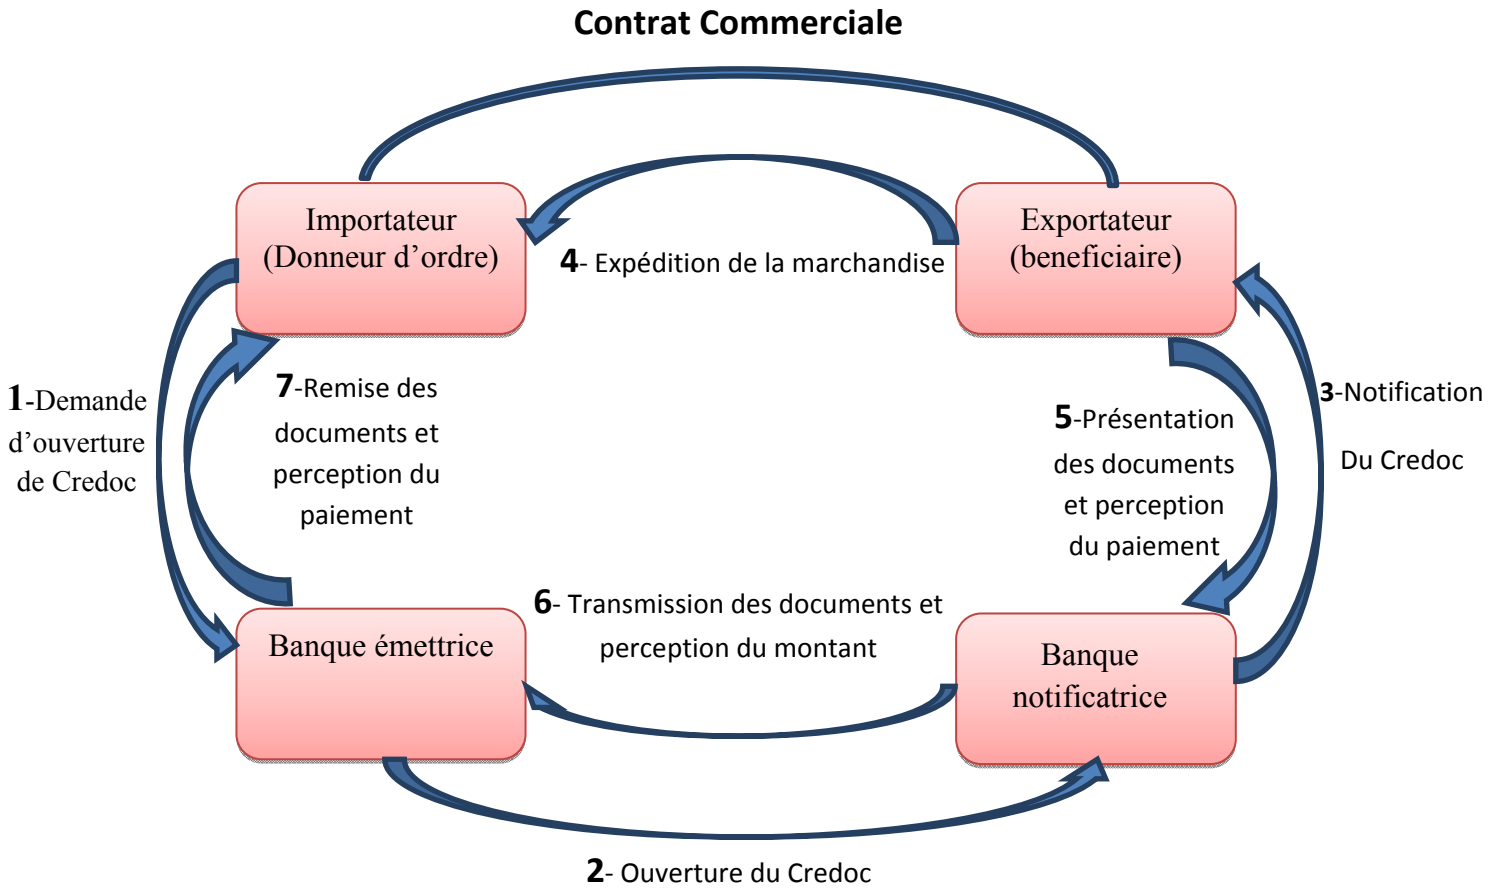 Contrat Commerciale
Importateur
(Donneur d’ordre)
Exportateur
(beneficiaire)
4- Expédition de la marchandise
1-Demande
d’ouverture
de Credoc
7-Remise des
documents et
perception du
paiement
5-Présentation
des documents
et perception
du paiement
3-Notification
Du Credoc
6- Transmission des documents et
perception du montant
Banque émettrice
Banque
notificatrice
2- Ouverture du Credoc